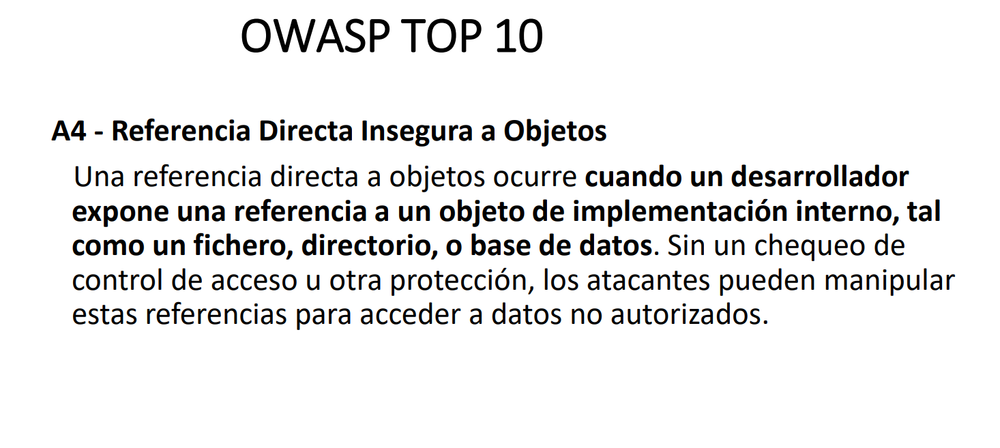 OWASP TOP 10
A4 - Referencia Directa Insegura a Objetos
Una referencia directa a objetos ocurre cuando un desarrollador
expone una referencia a un objeto de implementación interno, tal
como un fichero, directorio, o base de datos. Sin un chequeo de
control de acceso u otra protección, los atacantes pueden manipular
estas referencias para acceder a datos no autorizados.